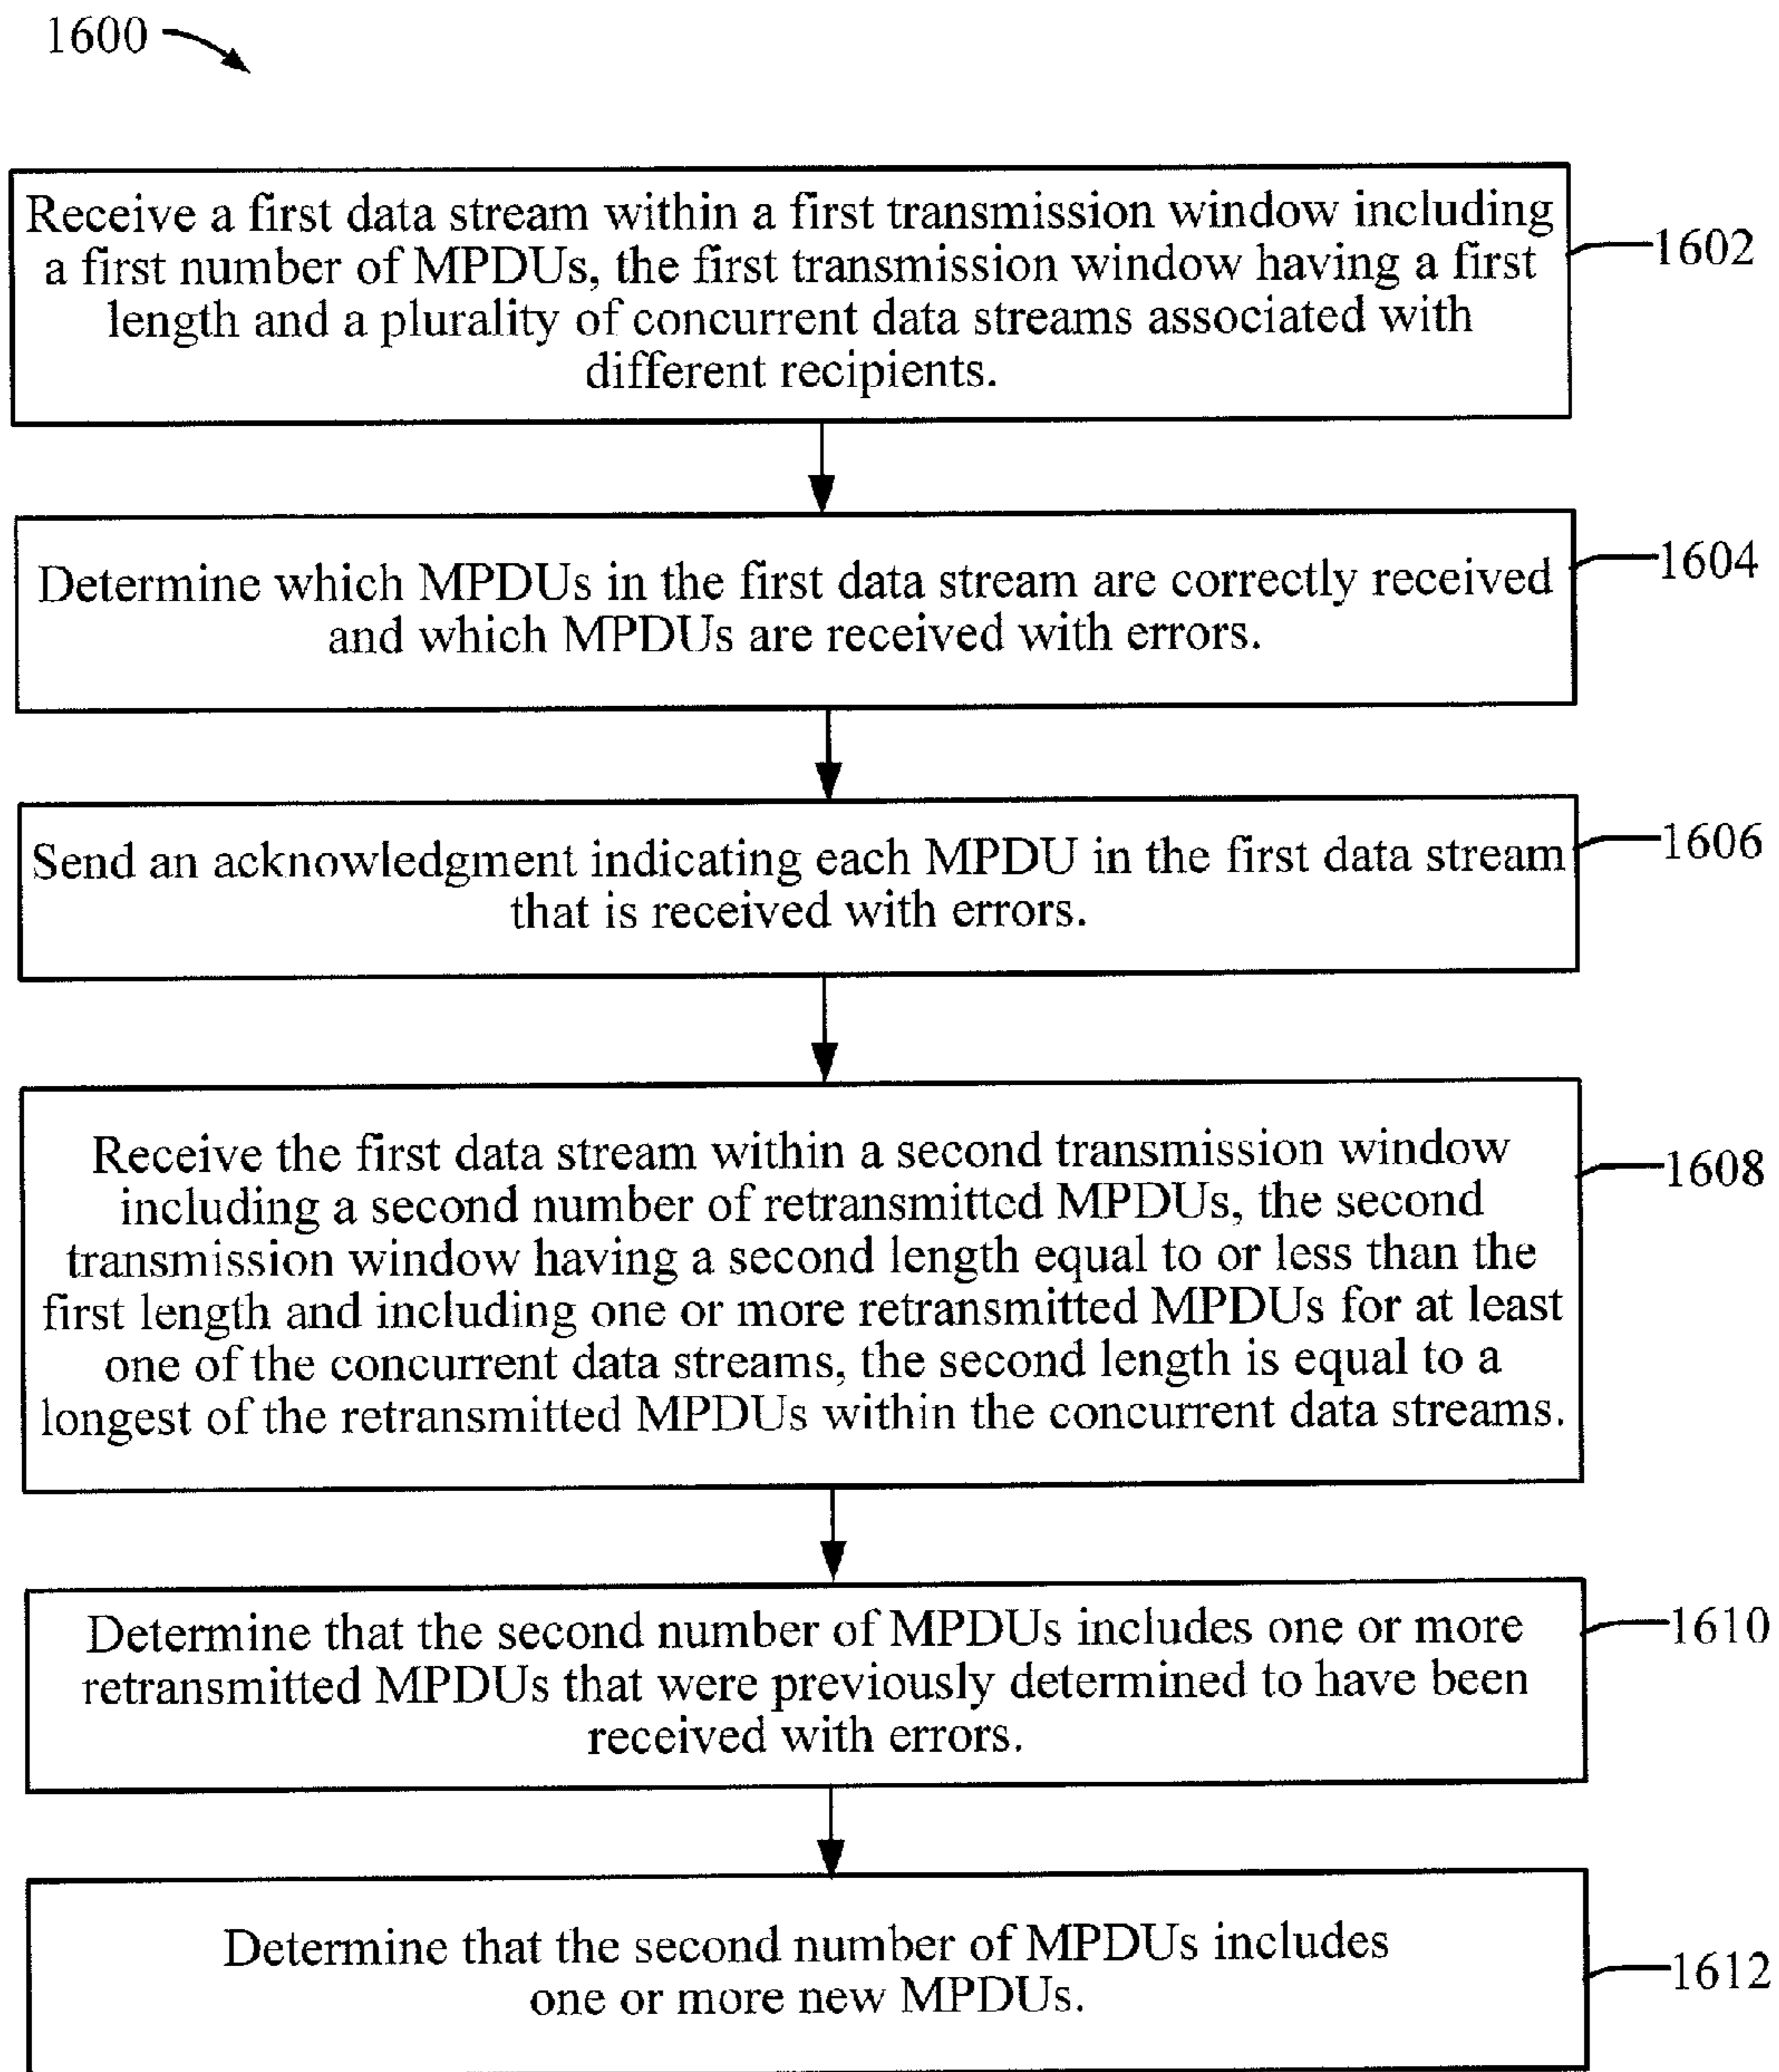 1600
Receive a first data stream within a first transmission window including
a first number of MPDUs, the first transmission window having a first
length and a plurality of concurrent data streams associated with
different recipients.
1602
Determine which MPDUs in the first data stream are correctly received
and which MPDUs are received with errors.
1604
Send an acknowledgment indicating each MPDU in the first data stream
that is received with errors.
1606
Receive the first data stream within a second transmission window
including a second number of retransmitted MPDUs, the second
transmission window having a second length equal to or less than the
first length and including one or more retransmitted MPDUs for at least
one of the concurrent data streams, the second length is equal to a
longest of the retransmitted MPDUs within the concurrent data streams.
1608
Determine that the second number of MPDUs includes one or more
retransmitted MPDUs that were previously determined to have been
received with errors.
1610
Determine that the second number of MPDUs includes
one or more new MPDUs.
1612